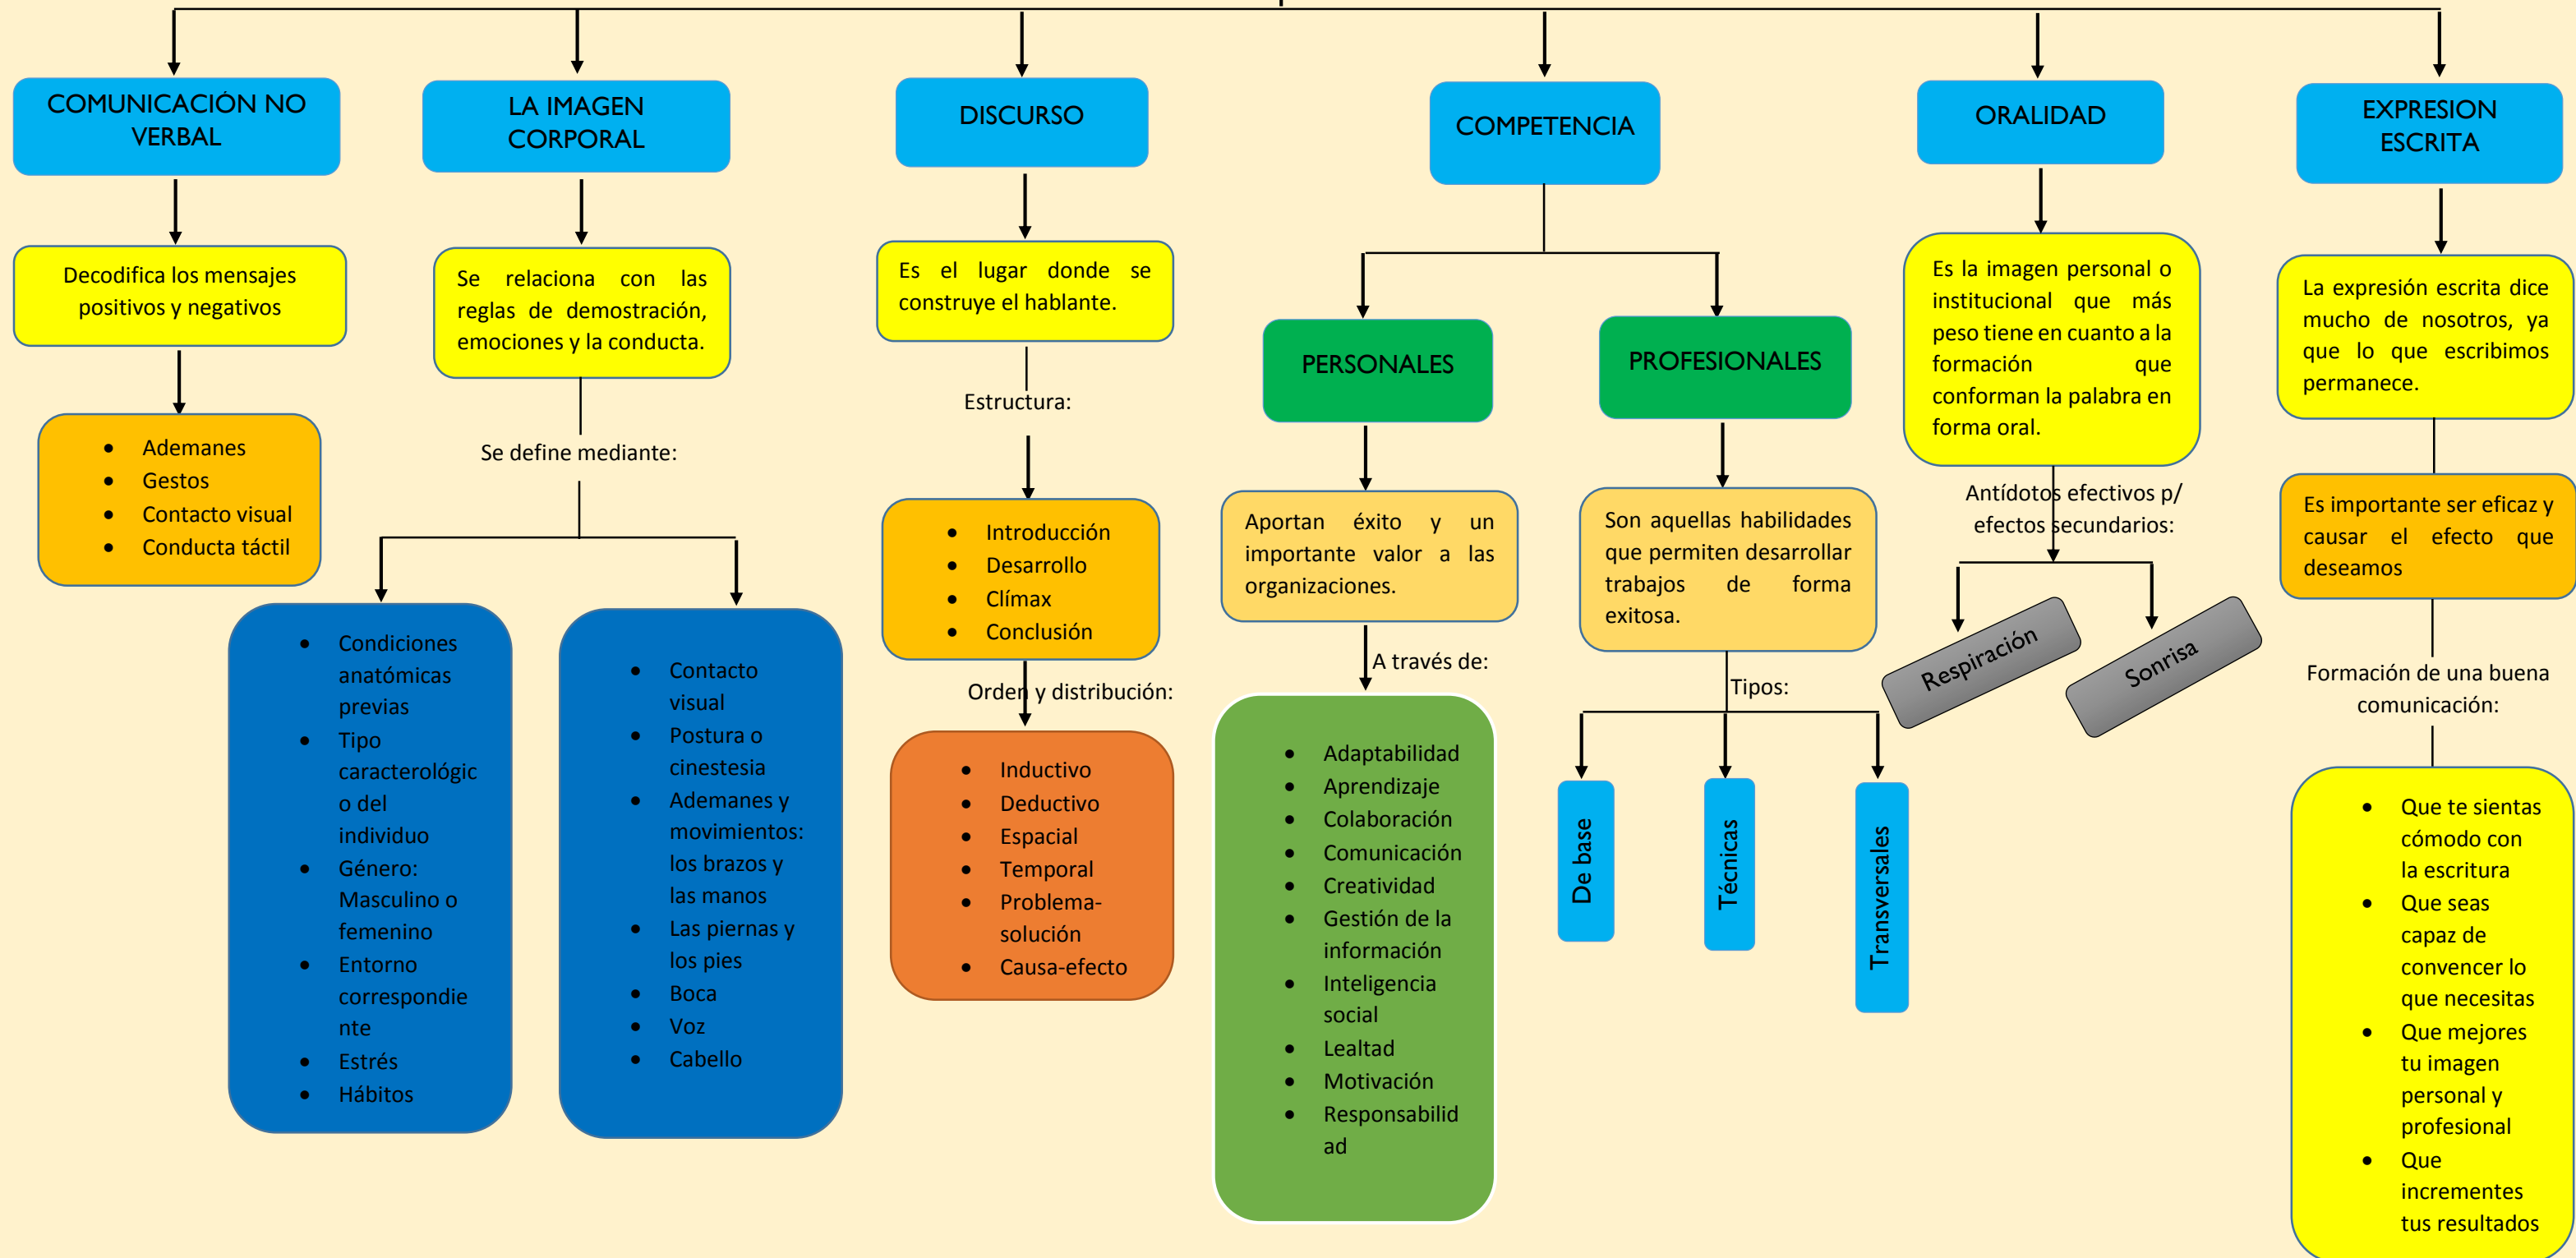 COMUNICACIÓN NO
VERBAL
Decodifica los mensajes
positivos y negativos
• Ademanes
• Gestos
• Contacto visual
• Conducta táctil
LA IMAGEN
CORPORAL
Se relaciona con las
reglas de demostración,
emociones y la conducta.
Se define mediante:
• Condiciones
anatómicas
previas
• Tipo
caracterológic
o del
individuo
• Género:
Masculino o
femenino
• Entorno
correspondie
nte
• Estrés
• Hábitos
• Contacto
visual
• Postura o
cinestesia
• Ademanes y
movimientos:
los brazos y
las manos
• Las piernas y
los pies
• Boca
• Voz
• Cabello
DISCURSO
Es el lugar donde se
construye el hablante.
Estructura:
• Introducción
• Desarrollo
• Clímax
• Conclusión
Orden y distribución:
• Inductivo
• Deductivo
• Espacial
• Temporal
• Problema-
solución
• Causa-efecto
COMPETENCIA
PERSONALES
Aportan éxito y un
importante valor a las
organizaciones.
A través de:
• Adaptabilidad
• Aprendizaje
• Colaboración
• Comunicación
• Creatividad
• Gestión de la
información
• Inteligencia
social
• Lealtad
• Motivación
• Responsabilid
ad
PROFESIONALES
Son aquellas habilidades
que permiten desarrollar
trabajos de forma
exitosa.
Tipos:
De base
Técnicas
Transversales
ORALIDAD
Es la imagen personal o
institucional que más
peso tiene en cuanto a la
formación que
conforman la palabra en
forma oral.
Antídotos efectivos p/
efectos secundarios:
Respiración
Sonrisa
EXPRESION
ESCRITA
La expresión escrita dice
mucho de nosotros, ya
que lo que escribimos
permanece.
Es importante ser eficaz y
causar el efecto que
deseamos
Formación de una buena
comunicación:
• Que te sientas
cómodo con
la escritura
• Que seas
capaz de
convencer lo
que necesitas
• Que mejores
tu imagen
personal y
profesional
• Que
incrementes
tus resultados